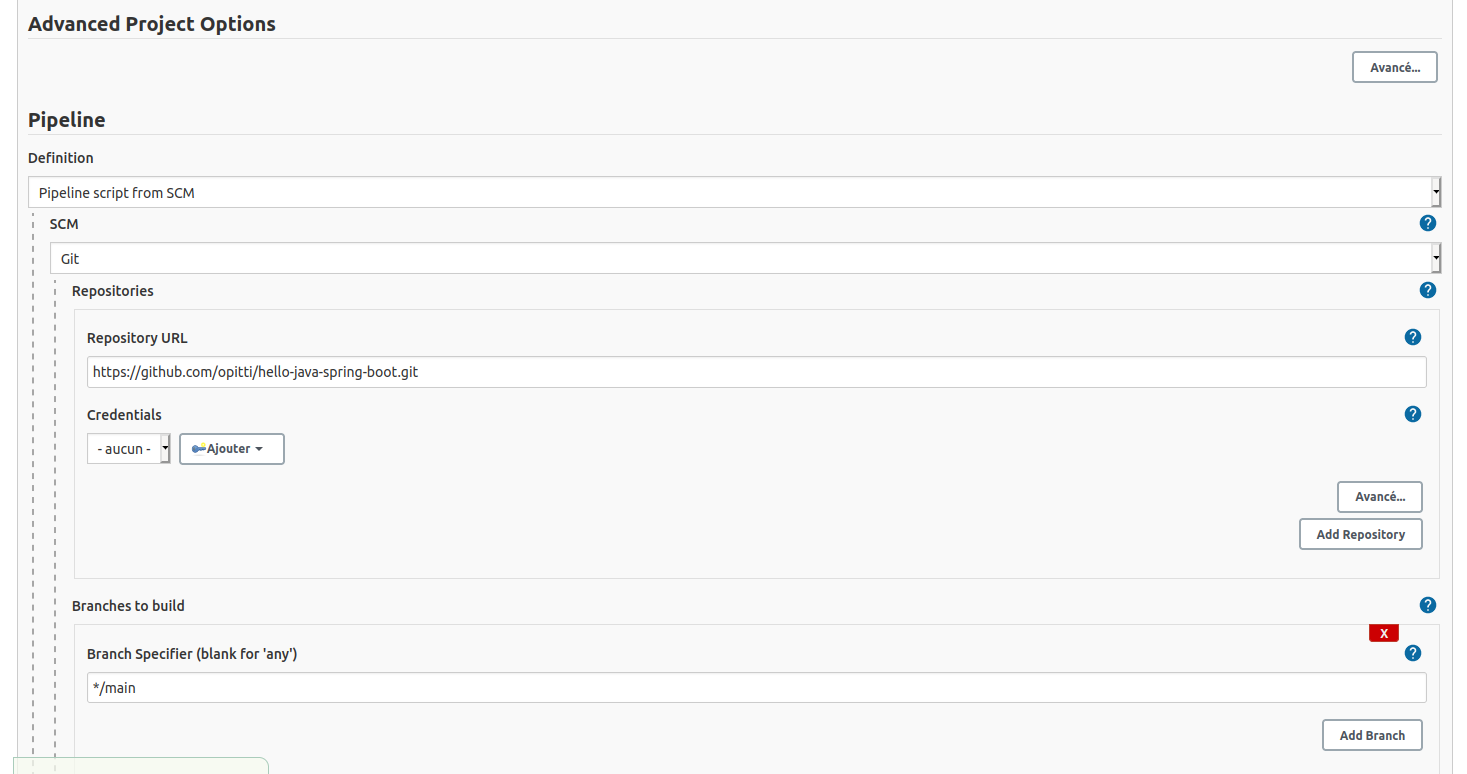 Advanced Project Options
Avancé...
Pipeline
Definition
Pipeline script from SCM
SCM
?
Git
Repositories
?
Repository URL
?
https://github.com/opitti/hello-java-spring-boot.git
Credentials
?
- aucun -
Ajouter
Avancé...
Add Repository
Branches to build
?
X
Branch Specifier (blank for 'any')
?
*/main
Add Branch